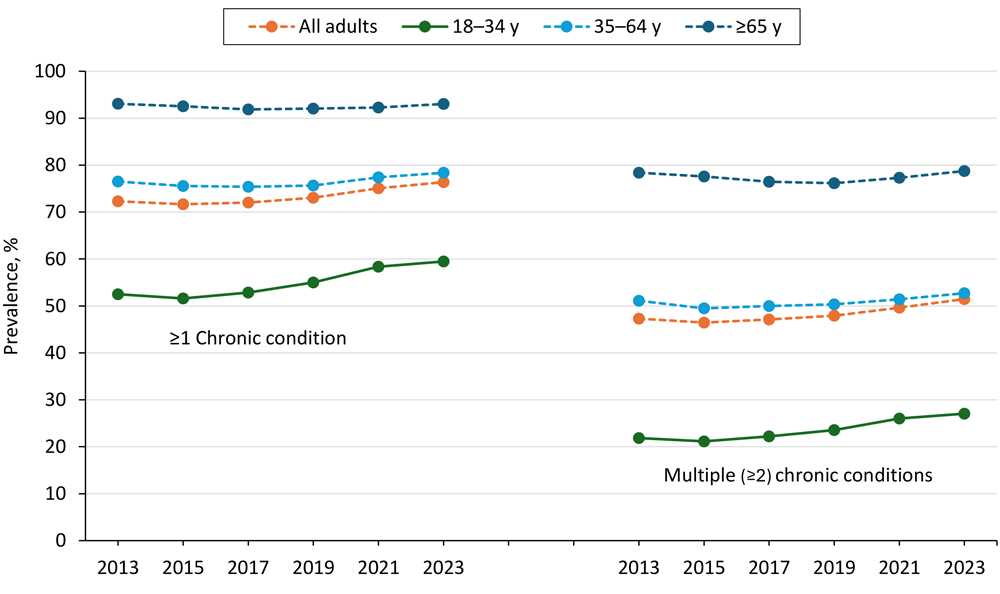 All adults 18–34 y 35–64 y ≥65 y
Prevalence, %
100
90
80
70
60
50
40
30
20
10
0
≥1 Chronic condition
Multiple (≥2) chronic conditions
2013 2015 2017 2019 2021 2023 2013 2015 2017 2019 2021 2023